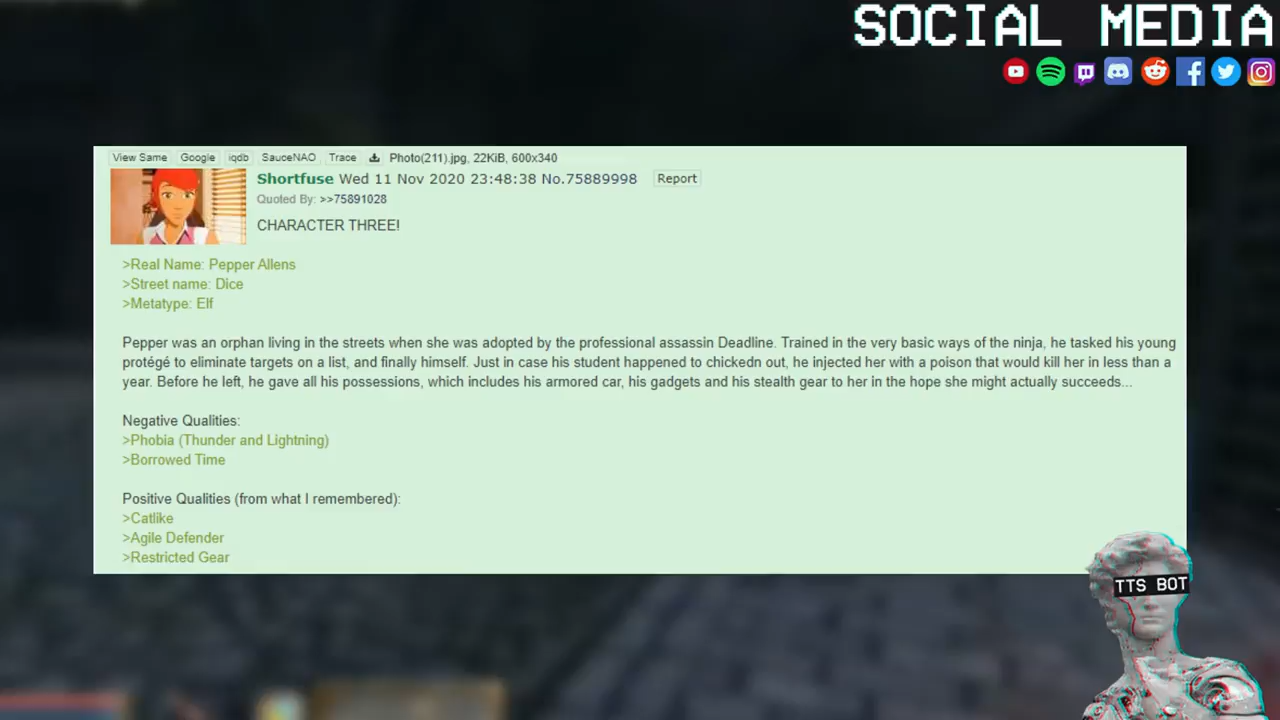 SOCIAL MEDIA
View Same Google iqdb SauceNAO Trace Photo(211).jpg, 22KiB, 600x340
Shortfuse Wed 11 Nov 2020 23:48:38 No.75889998 Report
Quoted By: >>75891028
CHARACTER THREE!
>Real Name: Pepper Allens
>Street name: Dice
>Metatype: Elf
Pepper was an orphan living in the streets when she was adopted by the professional assassin Deadline. Trained in the very basic ways of the ninja, he tasked his young
protégé to eliminate targets on a list, and finally himself. Just in case his student happened to chickedn out, he injected her with a poison that would kill her in less than a
year. Before he left, he gave all his possessions, which includes his armored car, his gadgets and his stealth gear to her in the hope she might actually succeeds...
Negative Qualities:
>Phobia (Thunder and Lightning)
>Borrowed Time
Positive Qualities (from what I remembered):
>Catlike
>Agile Defender
>Restricted Gear
TTS BOT